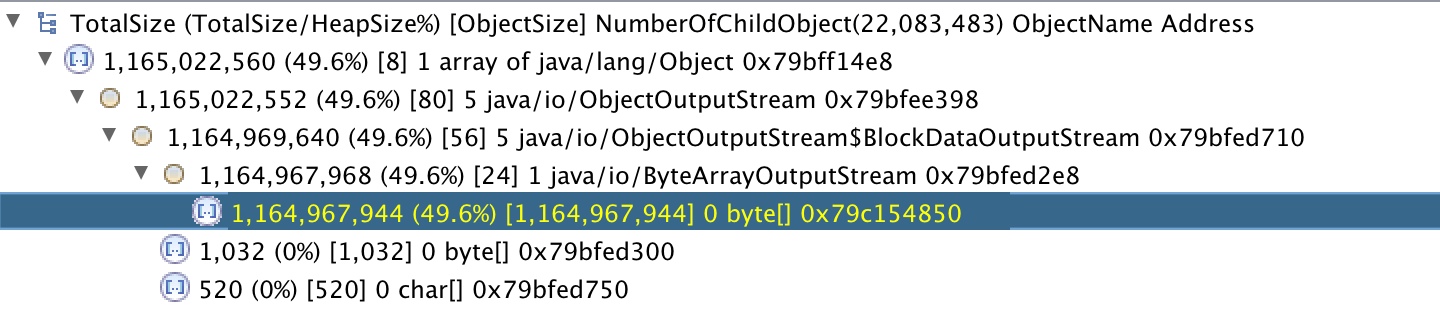 TotalSize (TotalSize/HeapSize%) [ObjectSize] NumberOfChildObject(22,083,483) ObjectName Address
1,165,022,560 (49.6%) [8] 1 array of java/lang/Object 0x79bff14e8
1,165,022,552 (49.6%) [80] 5 java/io/ObjectOutputStream 0x79bfee398
1,164,969,640 (49.6%) [56] 5 java/io/ObjectOutputStream$BlockDataOutputStream 0x79bfed710
1,164,967,968 (49.6%) [24] 1 java/io/ByteArrayOutputStream 0x79bfed2e8
1,164,967,944 (49.6%) [1,164,967,944] 0 byte[] 0x79c154850
1,032 (0%) [1,032] 0 byte[] 0x79bfed300
520 (0%) [520] 0 char[] 0x79bfed750